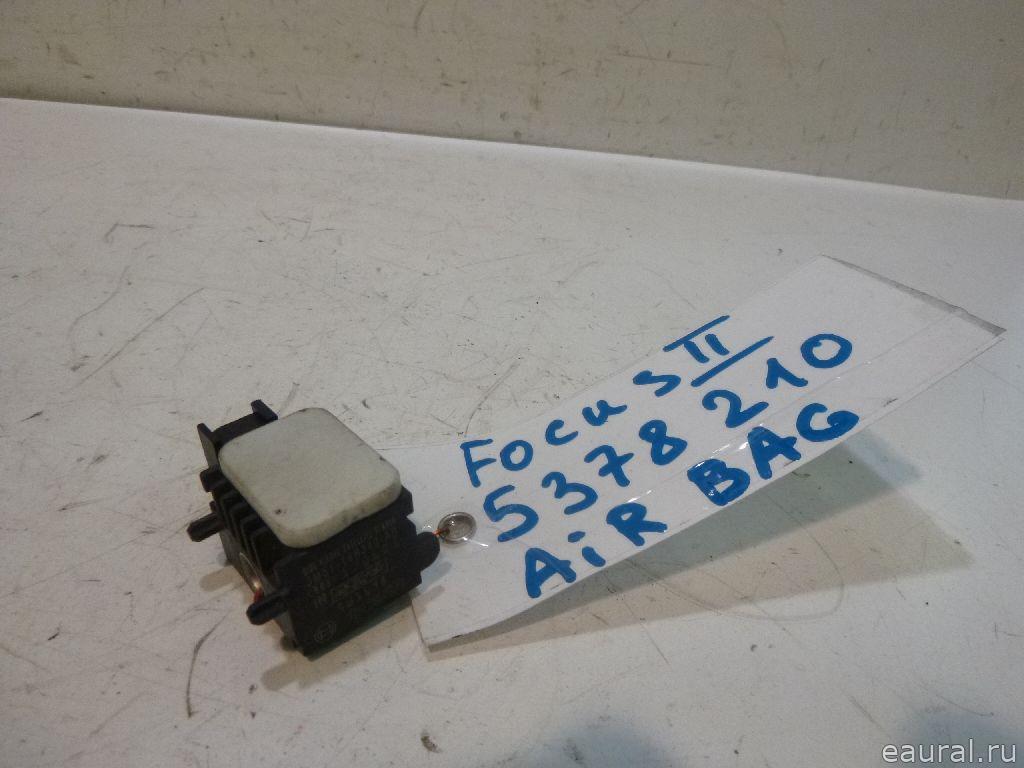 Focus II
5378210
AiR BAG
eaural.ru